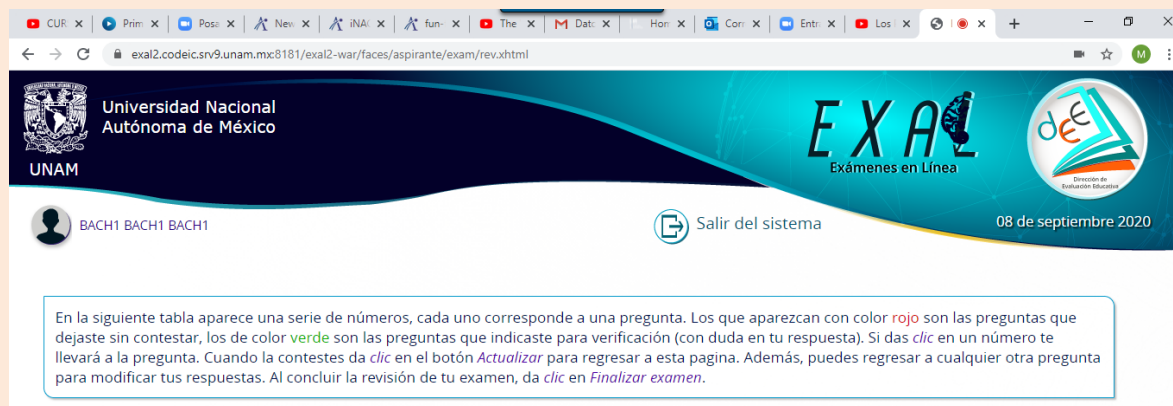 CUR
Prim
Posa
New
iNAC
fun-
The
M Datc
Hon
Corr
Entr
Los
exal2.codeic.srv9.unam.mx:8181/exal2-war/faces/aspirante/exam/rev.xhtml
M
Universidad Nacional
Autónoma de México
UNAM
EXAL
Exámenes en Línea
dee
Dirección de
Evaluación Educativa
BACH1 BACH1 BACH1
Salir del sistema
08 de septiembre 2020
En la siguiente tabla aparece una serie de números, cada uno corresponde a una pregunta. Los que aparezcan con color rojo son las preguntas que
dejaste sin contestar, los de color verde son las preguntas que indicaste para verificación (con duda en tu respuesta). Si das clic en un número te
llevará a la pregunta. Cuando la contestes da clic en el botón Actualizar para regresar a esta pagina. Además, puedes regresar a cualquier otra pregunta
para modificar tus respuestas. Al concluir la revisión de tu examen, da clic en Finalizar examen.